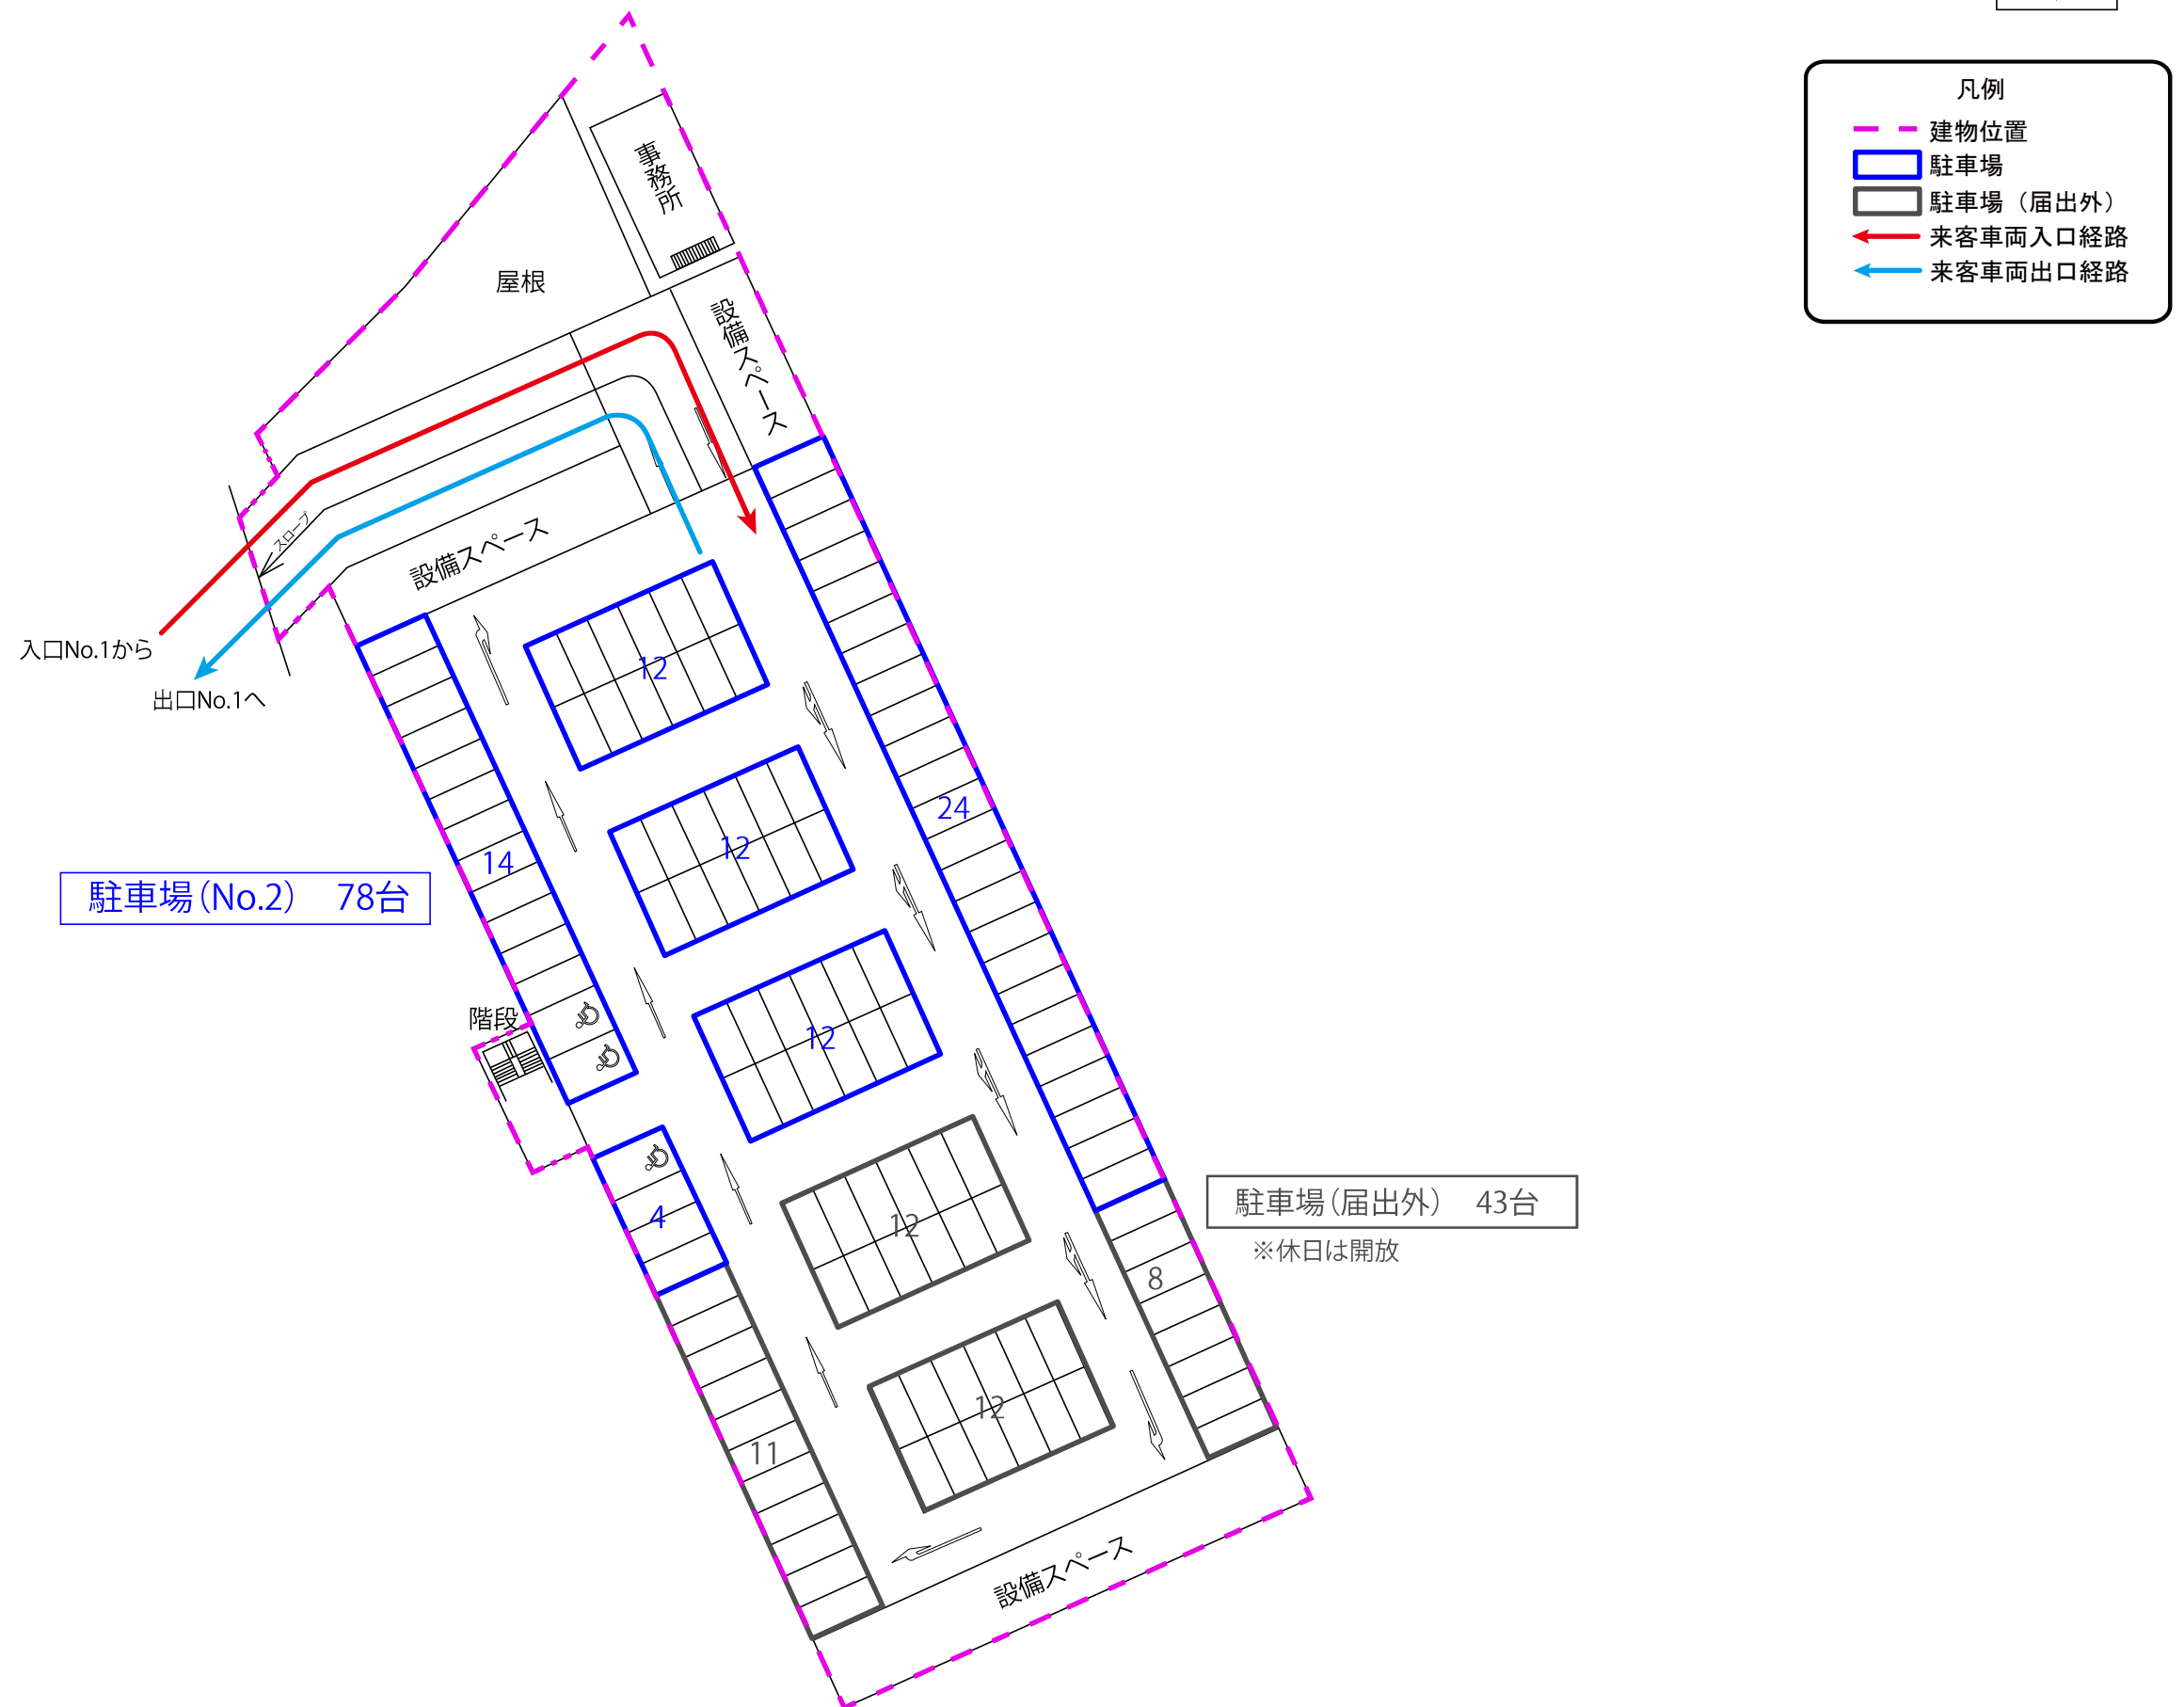 凡例
建物位置
駐車場
駐車場（届出外）
来客車両入口経路
来客車両出口経路
事務所
屋根
設備スペース
スロープ
設備スペース
入口No.1から
出口No.1へ
12
12
24
14
駐車場（No.2）　78台
階段
12
4
12
駐車場（届出外）　43台
※休日は開放
8
12
11
設備スペース